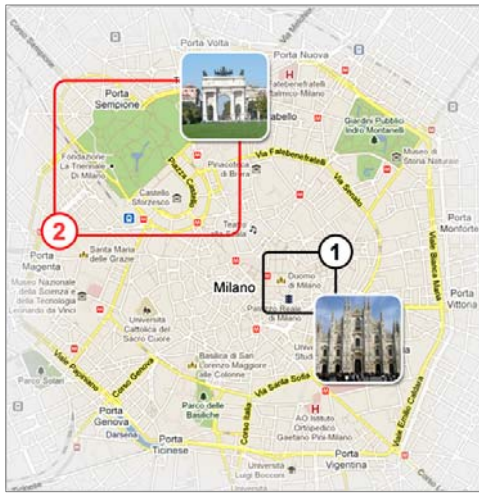 Porta Volta
Porta Nuova
Corso Sempione
Porta
Sempione
H
Giardini Pubblici
Indro Montanelli
Fondazione
La Triennale
Di Milano
Piazza Castello
Pinacoteca
di Brera
Via Fatebenefratelli
Museo di
Storia Naturale
Via Senato
Castello
Sforzesco
2
Teatro
Porta
Monforte
Viale Bianca Maria
1
Porta
Magenta
Santa Maria
delle Grazie
Duomo
di Milano
Milano
Museo Nazionale
della Scienza e
della Tecnologia
Leonardo da Vinci
Palazzo Reale
di Milano
Porta
Vittoria
Università
Cattolica del
Sacro Cuore
Basilica di San
Lorenzo Maggiore
alle Colonne
Viale Papiniano
Corso Genova
Via Santa Sofia
Parco Solari
Parco delle
Basiliche
Corso Italia
H
AO Istituto
Ortopedico
Gaetano Pini-Milano
Viale Emilio Caldara
Porta
Genova
Darsena
Porta
Ticinese
Porta
Vigentina
Università
Luigi Bocconi